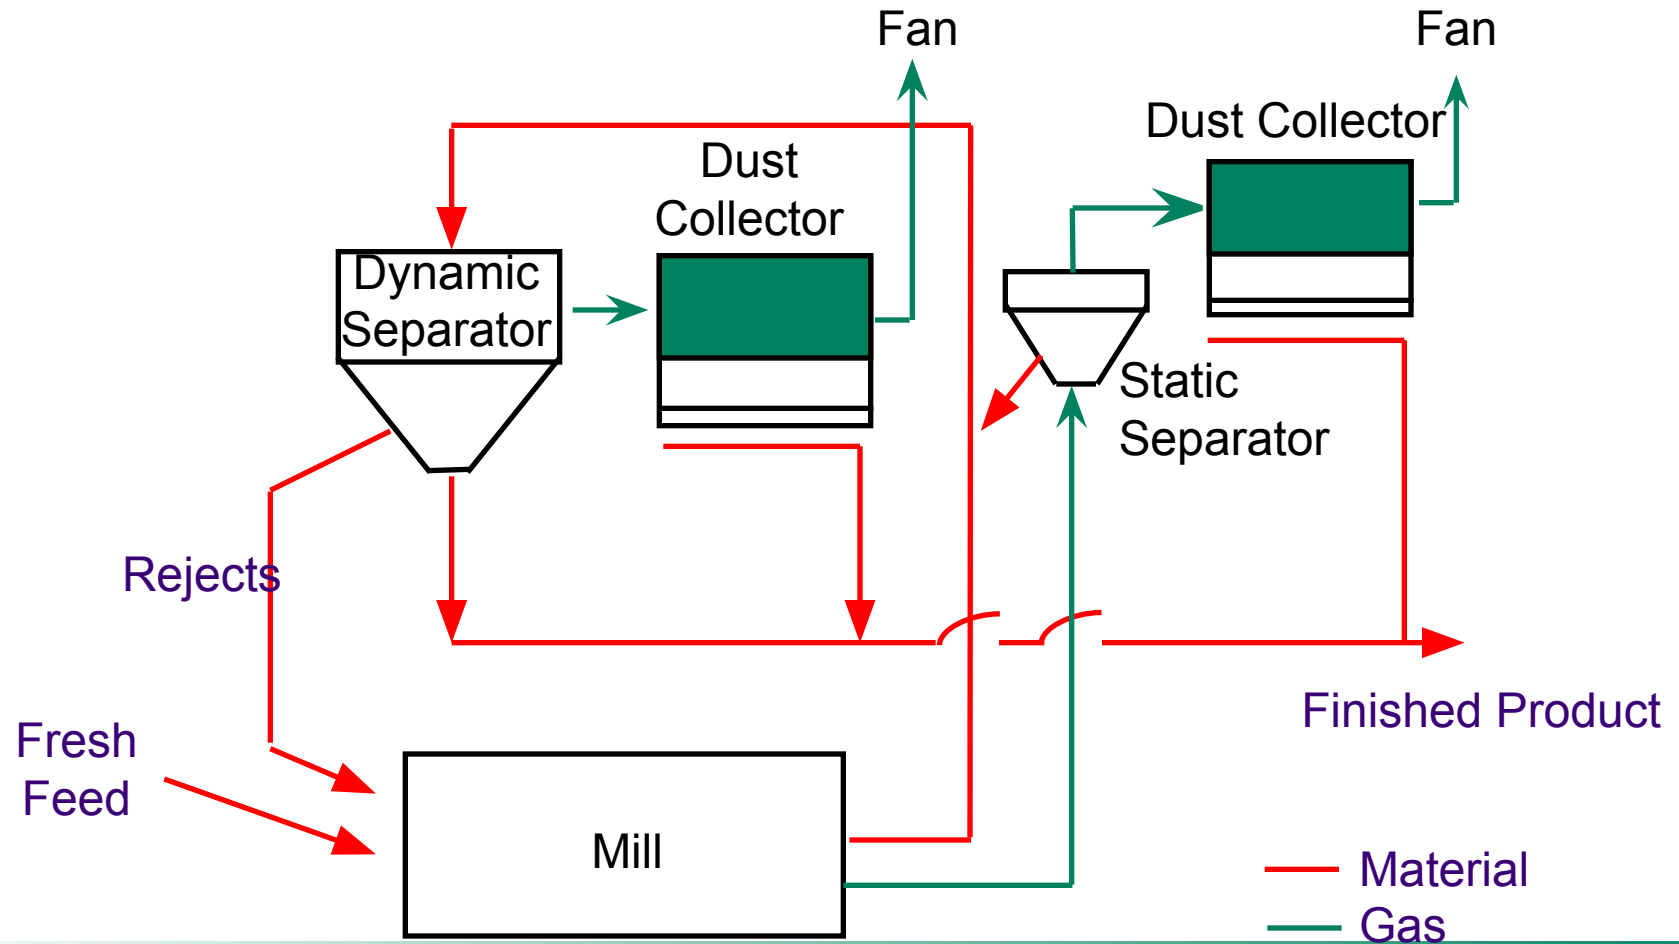 Fan
Fan
Dust Collector
Dust
Collector
Dynamic
Separator
Static
Separator
Rejects
Finished Product
Fresh
Feed
Mill
Material
Gas